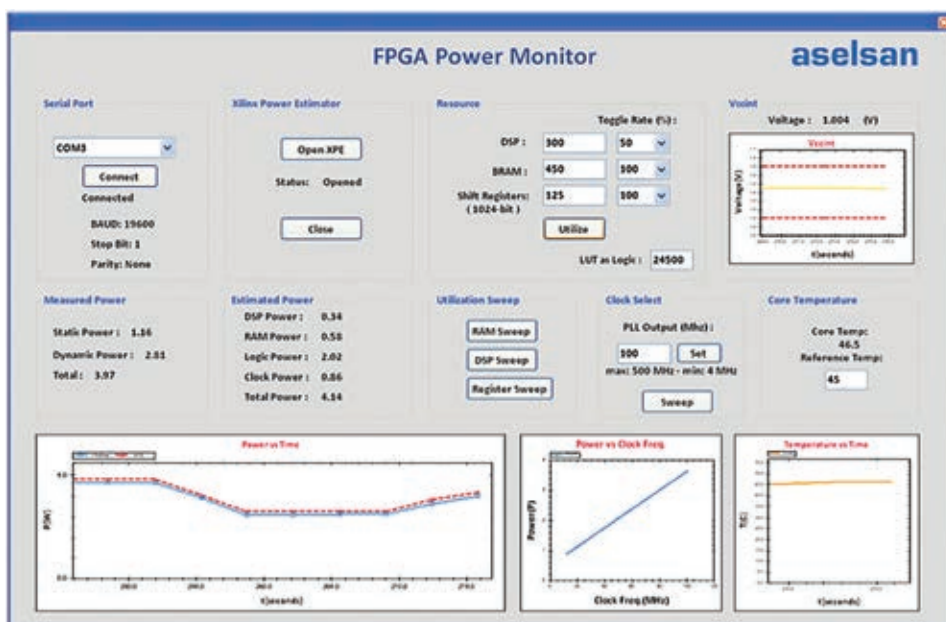 FPGA Power Monitor
aselsan
Serial Port
COM3
Connect
Connected
BAUD: 19600
Stop Bit: 1
Parity: None
Xilinx Power Estimator
Open XPE
Status: Opened
Close
Resource
Toggle Rate (%) :
DSP : 300 50
BRAM : 450 100
Shift Registers: 125 100
( 1024-bit )
Utilize
LUT as Logic : 24500
Vccint
Voltage : 1.004 (V)
Vccint
Voltage(V)
t(seconds)
Measured Power
Static Power : 1.16
Dynamic Power : 2.81
Total : 3.97
Estimated Power
DSP Power : 0.34
RAM Power : 0.58
Logic Power : 2.02
Clock Power : 0.86
Total Power : 4.14
Utilization Sweep
RAM Sweep
DSP Sweep
Register Sweep
Clock Select
PLL Output (Mhz) :
100 Set
max: 500 MHz - min: 4 MHz
Sweep
Core Temperature
Core Temp:
46.5
Reference Temp:
45
Power vs Time
P(W)
4.0
0.0
t(seconds)
Power vs Clock Freq.
Power(P)
Clock Freq.(MHz)
Temperature vs Time
T(C)
t(seconds)